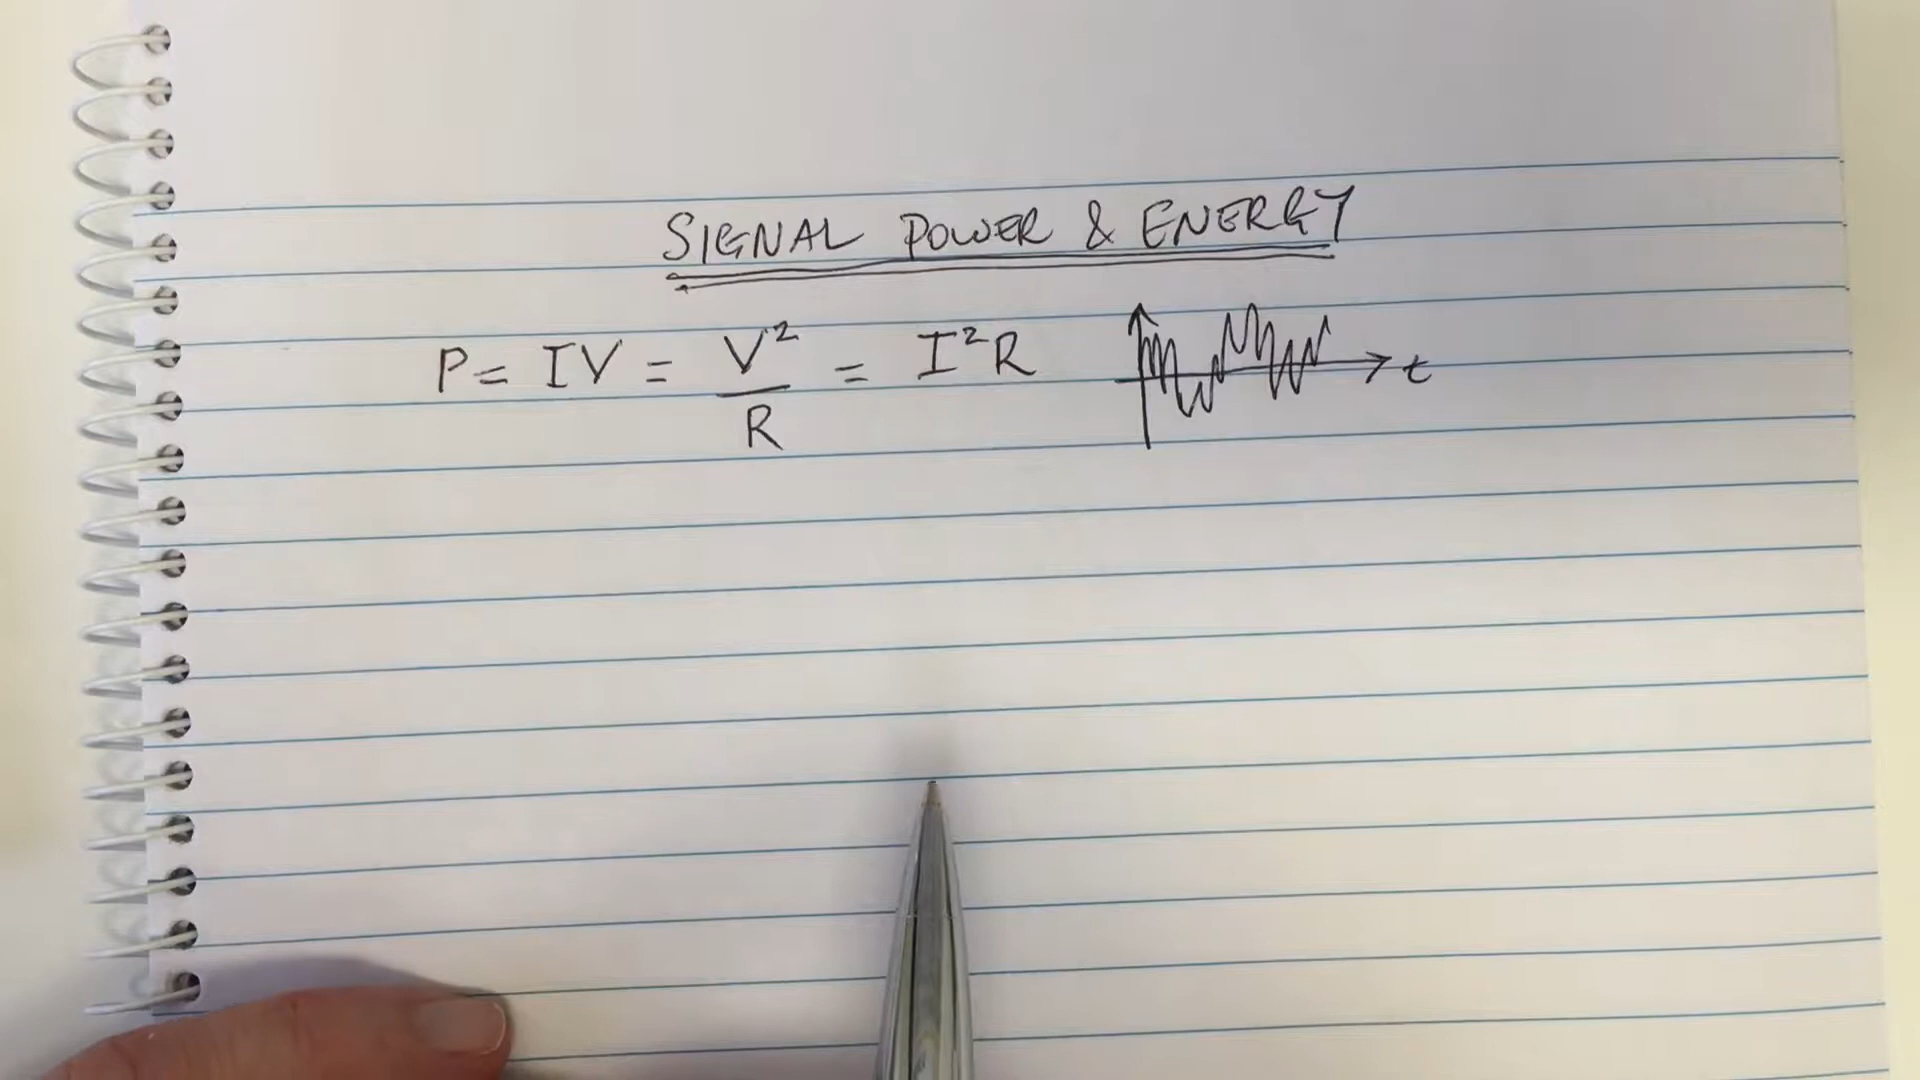 SIGNAL POWER & ENERGY
P = IV = V²/R = I²R t